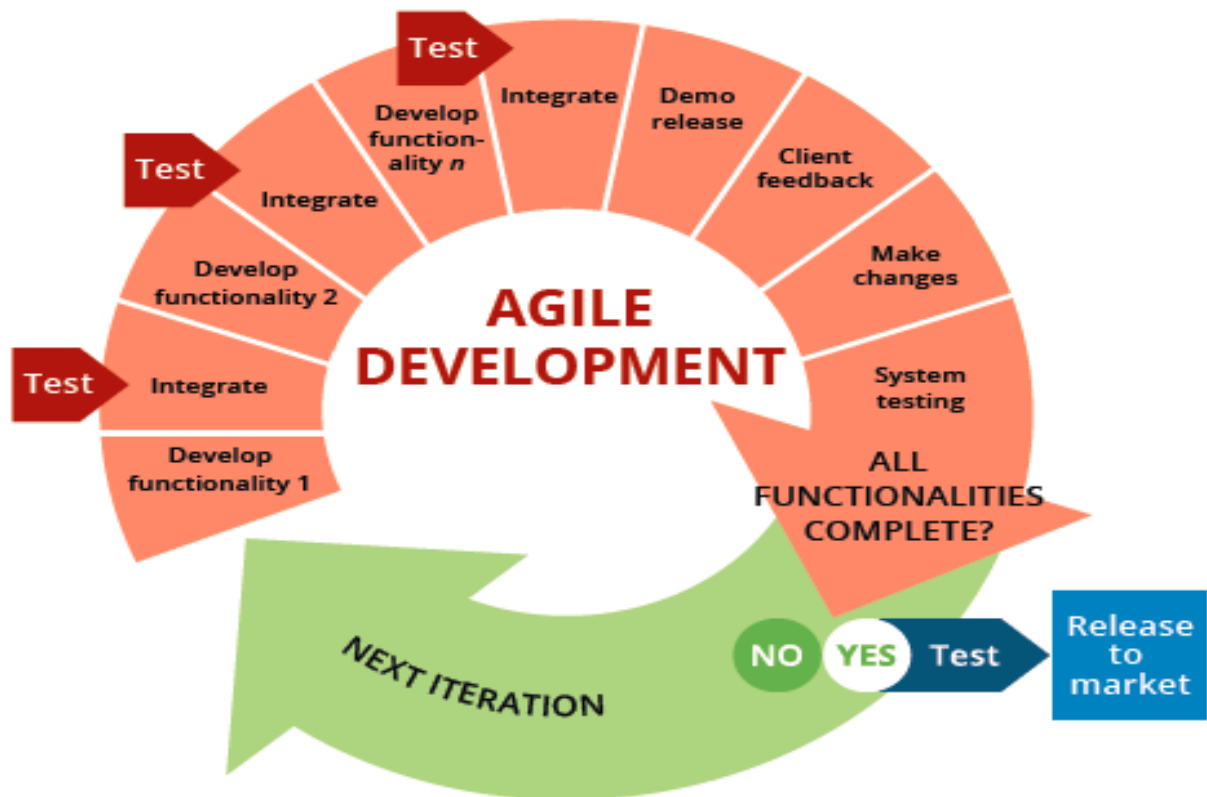 AGILE
DEVELOPMENT
Develop
functionality 1
Test
Integrate
Develop
functionality 2
Test
Integrate
Develop
function-
ality n
Test
Integrate
Demo
release
Client
feedback
Make
changes
System
testing
ALL
FUNCTIONALITIES
COMPLETE?
NO
YES
Test
Release
to
market
NEXT ITERATION